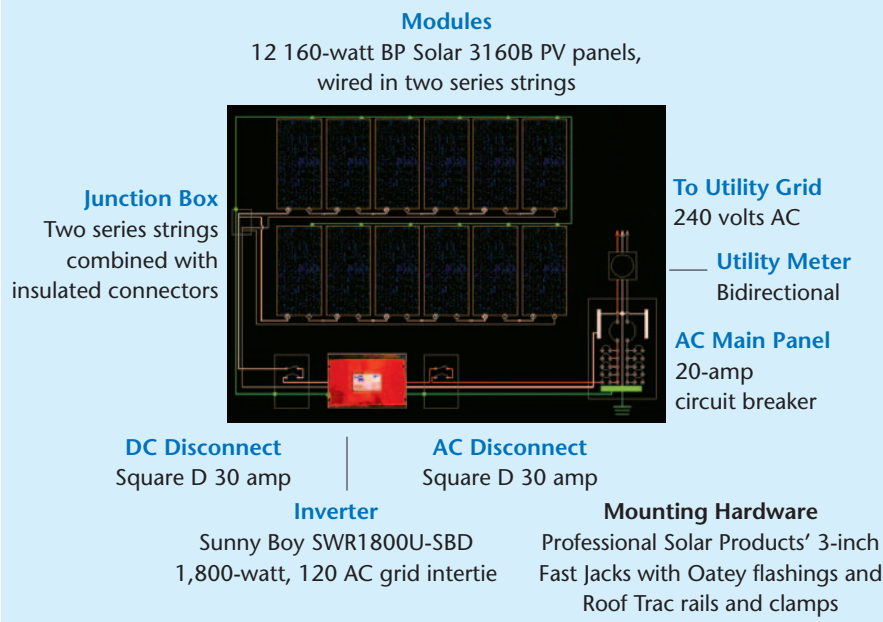 Modules
12 160-watt BP Solar 3160B PV panels,
wired in two series strings
Junction Box
Two series strings
combined with
insulated connectors
To Utility Grid
240 volts AC
Utility Meter
Bidirectional
AC Main Panel
20-amp
circuit breaker
DC Disconnect
Square D 30 amp
AC Disconnect
Square D 30 amp
Inverter
Sunny Boy SWR1800U-SBD
1,800-watt, 120 AC grid intertie
Mounting Hardware
Professional Solar Products’ 3-inch
Fast Jacks with Oatey flashings and
Roof Trac rails and clamps